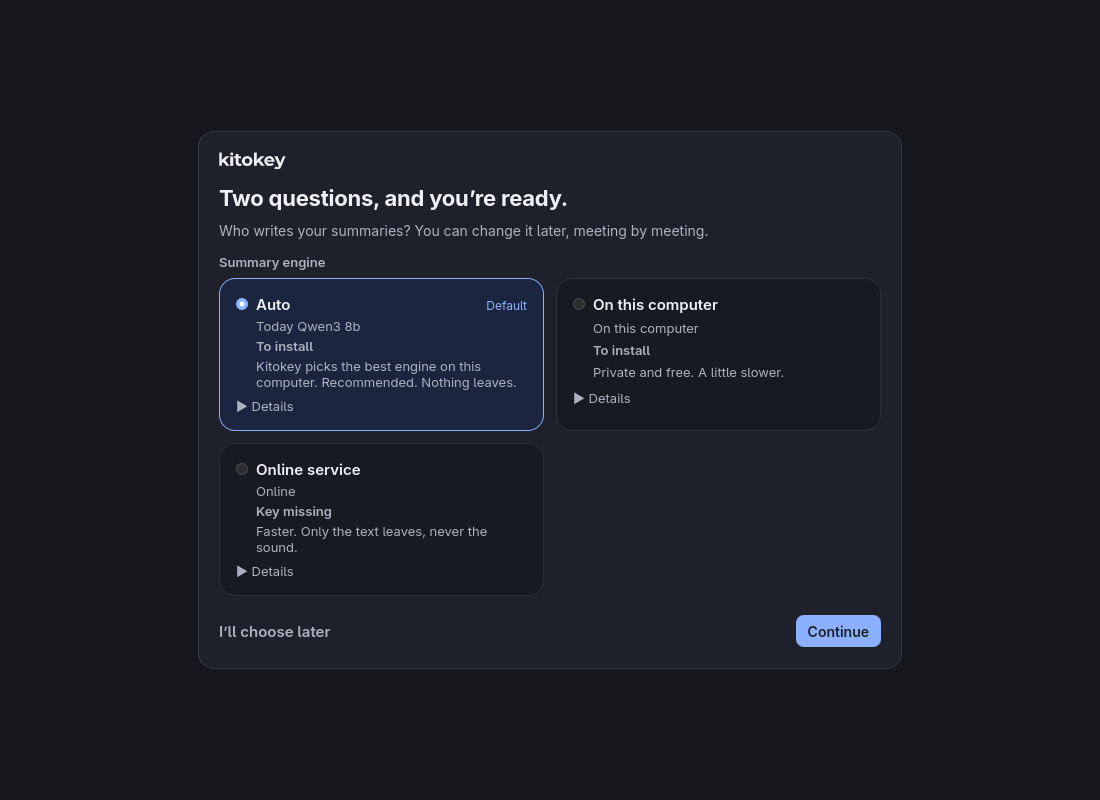 kitokey
Two questions, and you’re ready.
Who writes your summaries? You can change it later, meeting by meeting.
Summary engine
Auto
Default
Today Qwen3 8b
To install
Kitokey picks the best engine on this
computer. Recommended. Nothing leaves.
▶ Details
On this computer
On this computer
To install
Private and free. A little slower.
▶ Details
Online service
Online
Key missing
Faster. Only the text leaves, never the
sound.
▶ Details
I’ll choose later
Continue